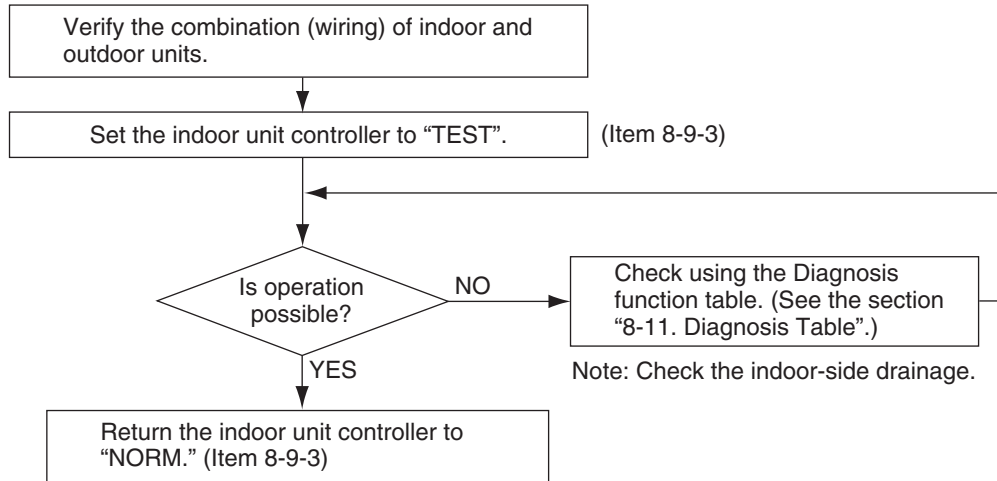 Verify the combination (wiring) of indoor and
outdoor units.
Set the indoor unit controller to “TEST”.
(Item 8-9-3)
Is operation
possible?
NO
Check using the Diagnosis
function table. (See the section
“8-11. Diagnosis Table”.)
Note: Check the indoor-side drainage.
YES
Return the indoor unit controller to
“NORM.” (Item 8-9-3)